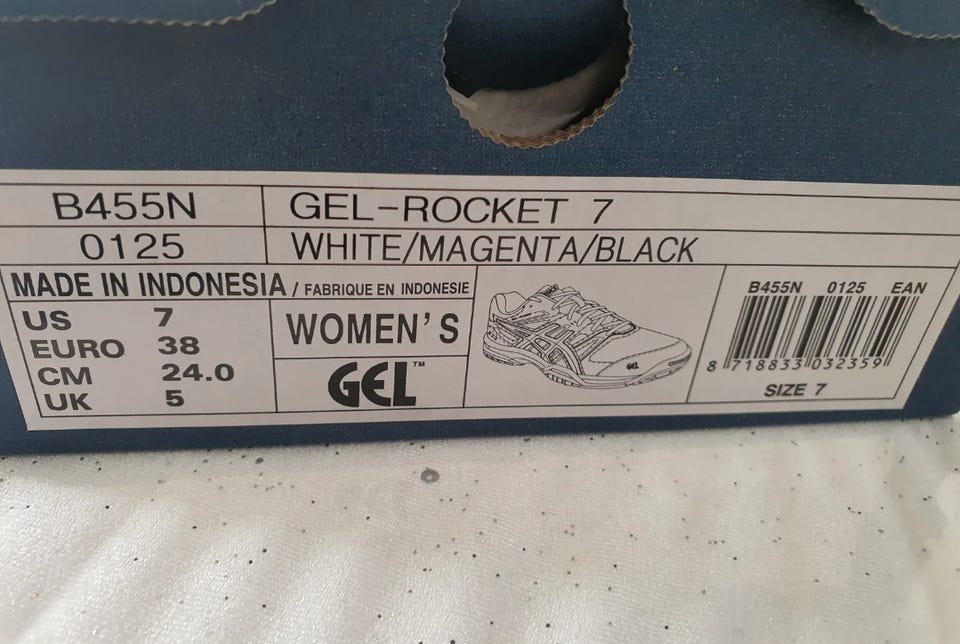 B455N GEL-ROCKET 7
0125 WHITE/MAGENTA/BLACK
MADE IN INDONESIA / FABRIQUE EN INDONESIE
US 7
EURO 38
CM 24.0
UK 5
WOMEN'S
GEL™
GEL
B455N 0125 EAN
8 718833 032359
SIZE 7